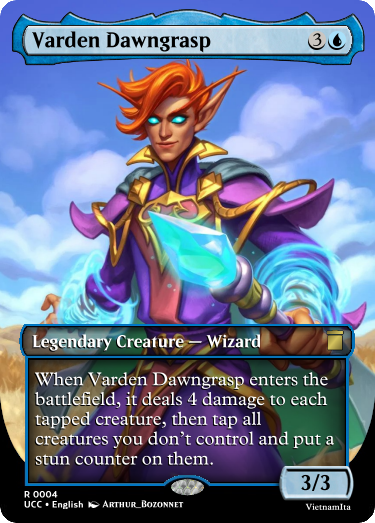 Varden Dawngrasp 3
Legendary Creature — Wizard
When Varden Dawngrasp enters the
battlefield, it deals 4 damage to each
tapped creature, then tap all
creatures you don't control and put a
stun counter on them.
3/3
R 0004
UCC • English Arthur_Bozonnet
VietnamIta